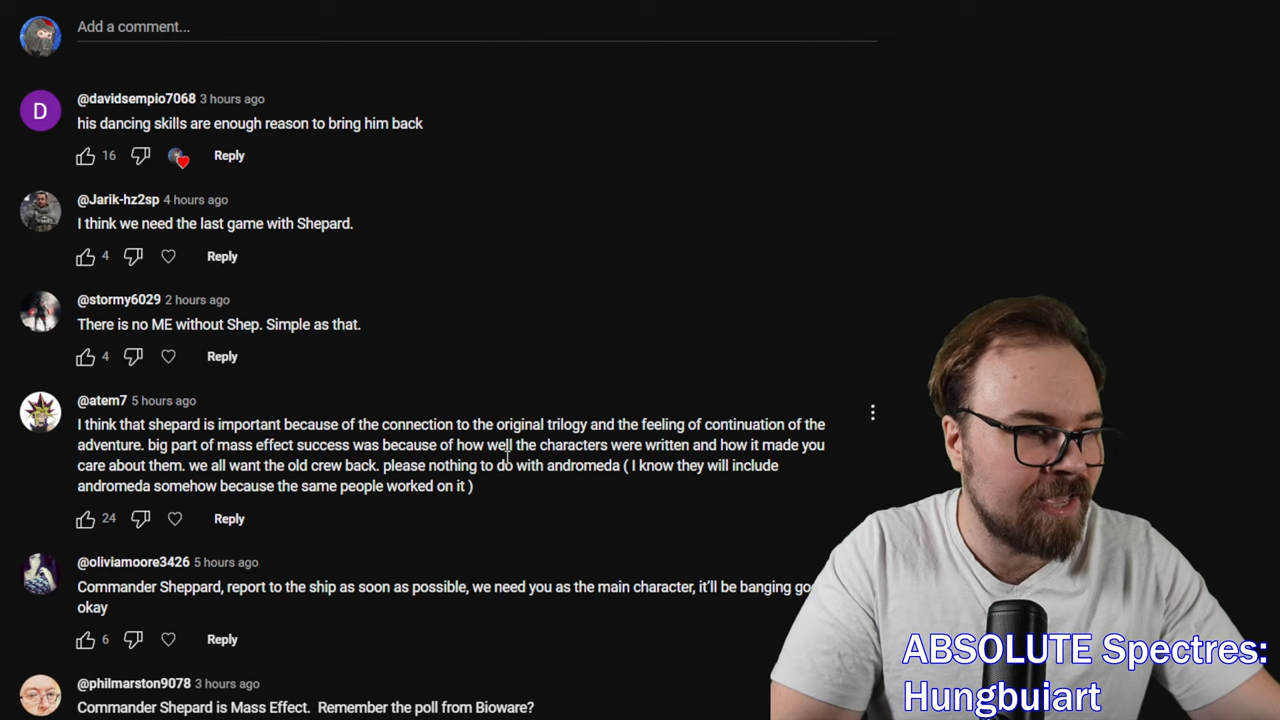 Add a comment...
@davidsempio7068 3 hours ago
D
his dancing skills are enough reason to bring him back
16 Reply
@Jarik-hz2sp 4 hours ago
I think we need the last game with Shepard.
4 Reply
@stormy6029 2 hours ago
There is no ME without Shep. Simple as that.
4 Reply
@atem7 5 hours ago
I think that shepard is important because of the connection to the original trilogy and the feeling of continuation of the
adventure. big part of mass effect success was because of how well the characters were written and how it made you
care about them. we all want the old crew back. please nothing to do with andromeda ( I know they will include
andromeda somehow because the same people worked on it )
24 Reply
@oliviamoore3426 5 hours ago
Commander Sheppard, report to the ship as soon as possible, we need you as the main character, it'll be banging
okay
6 Reply
@philmarston9078 3 hours ago
Commander Shepard is Mass Effect. Remember the poll from Bioware?
ABSOLUTE Spectres:
Hungbuiart